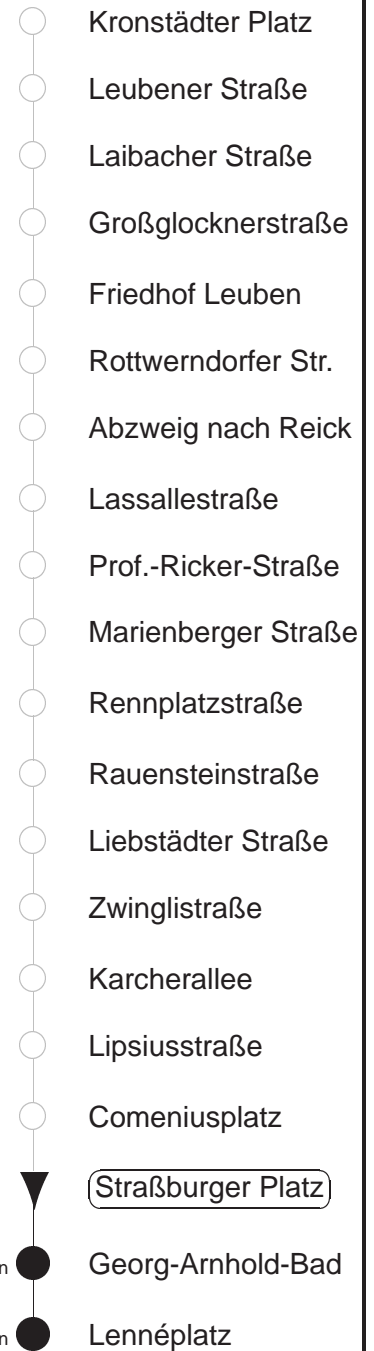 Kronstädter Platz
Leubener Straße
Laibacher Straße
Großglocknerstraße
Friedhof Leuben
Rottwerndorfer Str.
Abzweig nach Reick
Lassallestraße
Prof.-Ricker-Straße
Marienberger Straße
Rennplatzstraße
Rauensteinstraße
Liebstädter Straße
Zwinglistraße
Karcherallee
Lipsiusstraße
Comeniusplatz
Straßburger Platz
n Georg-Arnhold-Bad
n Lennéplatz